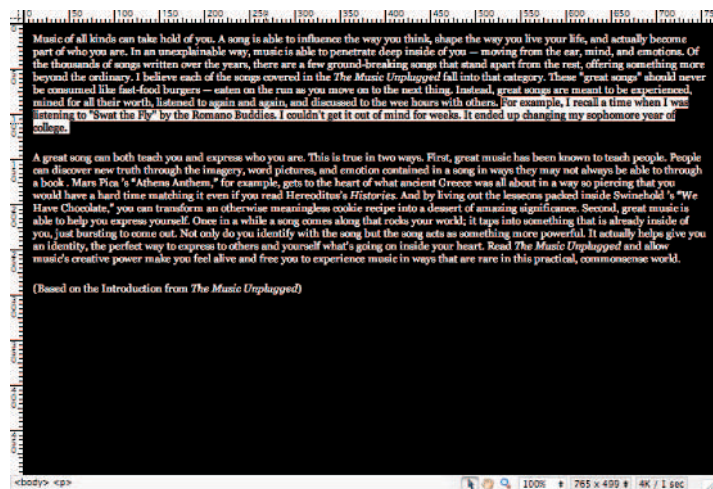 0 50 100 150 200 250 300 350 400 450 500 550 600 650 700 75
Music of all kinds can take hold of you. A song is able to influence the way you think, shape the way you live your life, and actually become
part of who you are. In an unexplainable way, music is able to penetrate deep inside of you — moving from the ear, mind, and emotions. Of
the thousands of songs written over the years, there are a few ground-breaking songs that stand apart from the rest, offering something more
beyond the ordinary. I believe each of the songs covered in the The Music Unplugged fall into that category. These "great songs" should never
be consumed like fast-food burgers — eaten on the run as you move on to the next thing. Instead, great songs are meant to be experienced,
mined for all their worth, listened to again and again, and discussed to the wee hours with others. For example, I recall a time when I was
listening to "Swat the Fly" by the Romano Buddies. I couldn't get it out of mind for weeks. It ended up changing my sophomore year of
college.
A great song can both teach you and express who you are. This is true in two ways. First, great music has been known to teach people. People
can discover new truth through the imagery, word pictures, and emotion contained in a song in ways they may not always be able to through
a book . Mars Pica 's "Athens Anthem," for example, gets to the heart of what ancient Greece was all about in a way so piercing that you
would have a hard time matching it even if you read Hereoditus's Histories. And by living out the lesseons packed inside Swinehold 's "We
Have Chocolate," you can transform an otherwise meaningless cookie recipe into a dessert of amazing significance. Second, great music is
able to help you express yourself. Once in a while a song comes along that rocks your world; it taps into something that is already inside of
you, just bursting to come out. Not only do you identify with the song but the song acts as something more powerful. It actually helps give you
an identity, the perfect way to express to others and yourself what's going on inside your heart. Read The Music Unplugged and allow
music's creative power make you feel alive and free you to experience music in ways that are rare in this practical, commonsense world.
(Based on the Introduction from The Music Unplugged)
<body> <p> 100% 765 x 499 4K / 1 sec